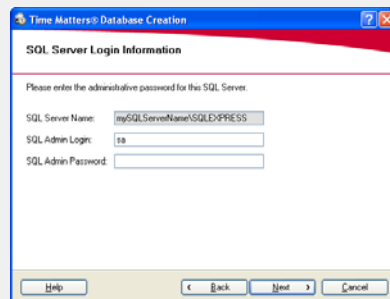 Time Matters® Database Creation
SQL Server Login Information
Please enter the administrative password for this SQL Server.
SQL Server Name: mySQLServerName\SQLEXPRESS
SQL Admin Login: sa
SQL Admin Password:
Help < Back Next > Cancel